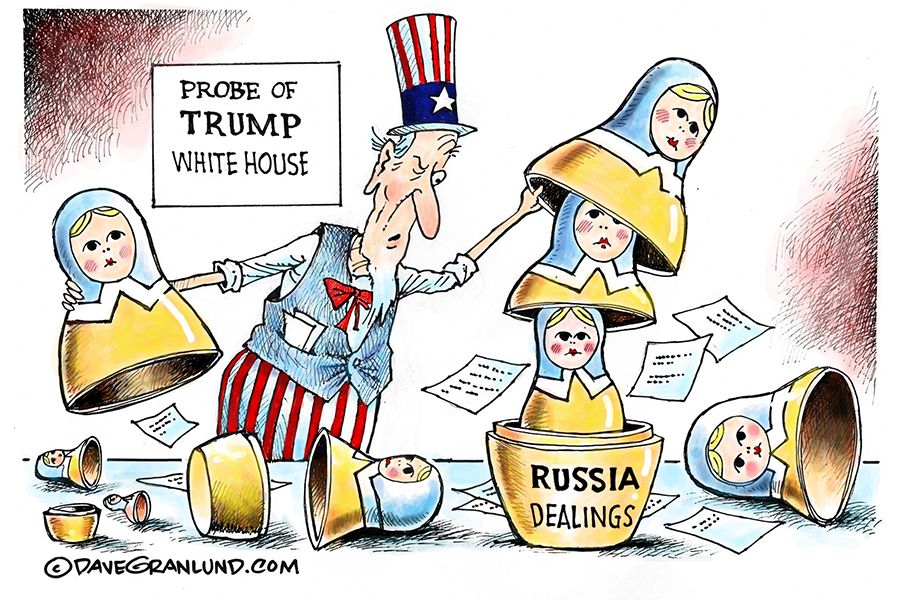 PROBE OF
TRUMP
WHITE HOUSE
RUSSIA
DEALINGS
© DAVEGRANLUND.COM